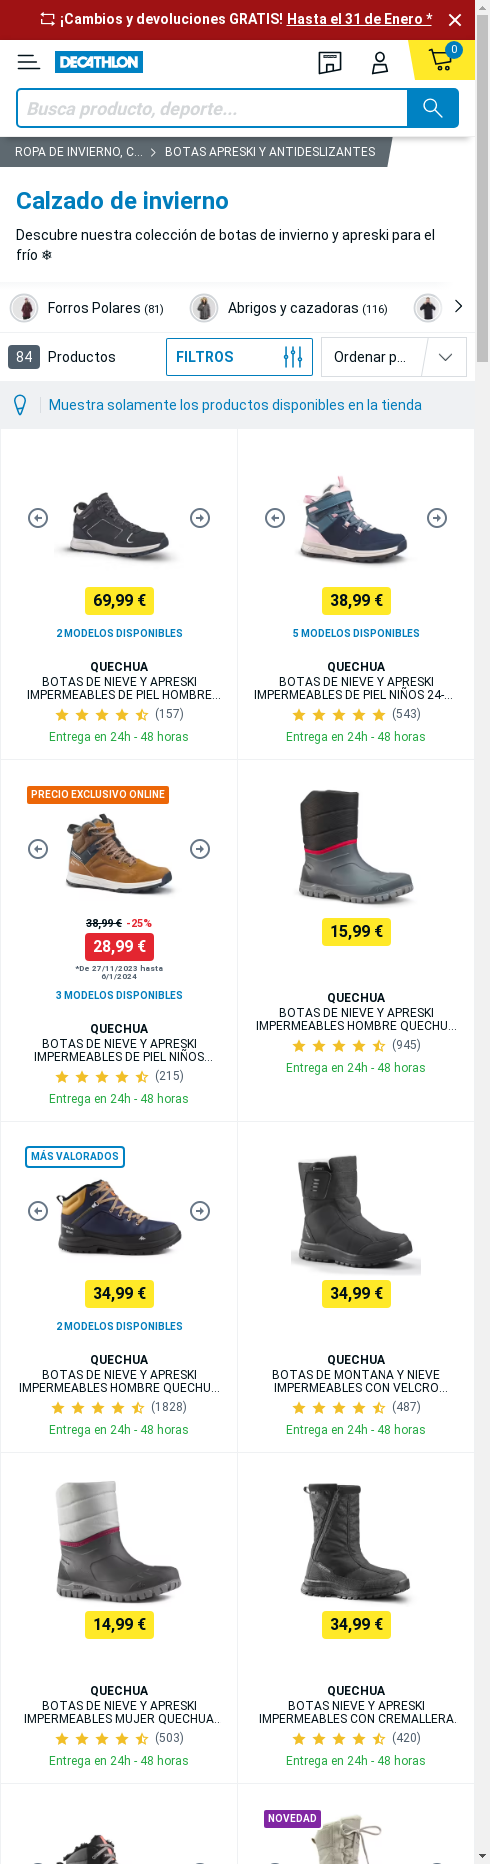 ¡Cambios y devoluciones GRATIS! Hasta el 31 de Enero *
DECATHLON
0
Busca producto, deporte...
ROPA DE INVIERNO, C... > BOTAS APRESKI Y ANTIDESLIZANTES
Calzado de invierno
Descubre nuestra colección de botas de invierno y apreski para el
frío ❄
Forros Polares (81)
Abrigos y cazadoras (116)
84 Productos
FILTROS
Ordenar p...
Muestra solamente los productos disponibles en la tienda
69,99 €
2 MODELOS DISPONIBLES
QUECHUA
BOTAS DE NIEVE Y APRESKI
IMPERMEABLES DE PIEL HOMBRE...
(157)
Entrega en 24h - 48 horas
38,99 €
5 MODELOS DISPONIBLES
QUECHUA
BOTAS DE NIEVE Y APRESKI
IMPERMEABLES DE PIEL NIÑOS 24-...
(543)
Entrega en 24h - 48 horas
PRECIO EXCLUSIVO ONLINE
38,99 € -25%
28,99 €
*De 27/11/2023 hasta
6/1/2024
3 MODELOS DISPONIBLES
QUECHUA
BOTAS DE NIEVE Y APRESKI
IMPERMEABLES DE PIEL NIÑOS...
(215)
Entrega en 24h - 48 horas
15,99 €
QUECHUA
BOTAS DE NIEVE Y APRESKI
IMPERMEABLES HOMBRE QUECHU...
(945)
Entrega en 24h - 48 horas
MÁS VALORADOS
34,99 €
2 MODELOS DISPONIBLES
QUECHUA
BOTAS DE NIEVE Y APRESKI
IMPERMEABLES HOMBRE QUECHU...
(1828)
Entrega en 24h - 48 horas
34,99 €
QUECHUA
BOTAS DE MONTANA Y NIEVE
IMPERMEABLES CON VELCRO...
(487)
Entrega en 24h - 48 horas
14,99 €
QUECHUA
BOTAS DE NIEVE Y APRESKI
IMPERMEABLES MUJER QUECHUA..
(503)
Entrega en 24h - 48 horas
34,99 €
QUECHUA
BOTAS NIEVE Y APRESKI
IMPERMEABLES CON CREMALLERA.
(420)
Entrega en 24h - 48 horas
NOVEDAD